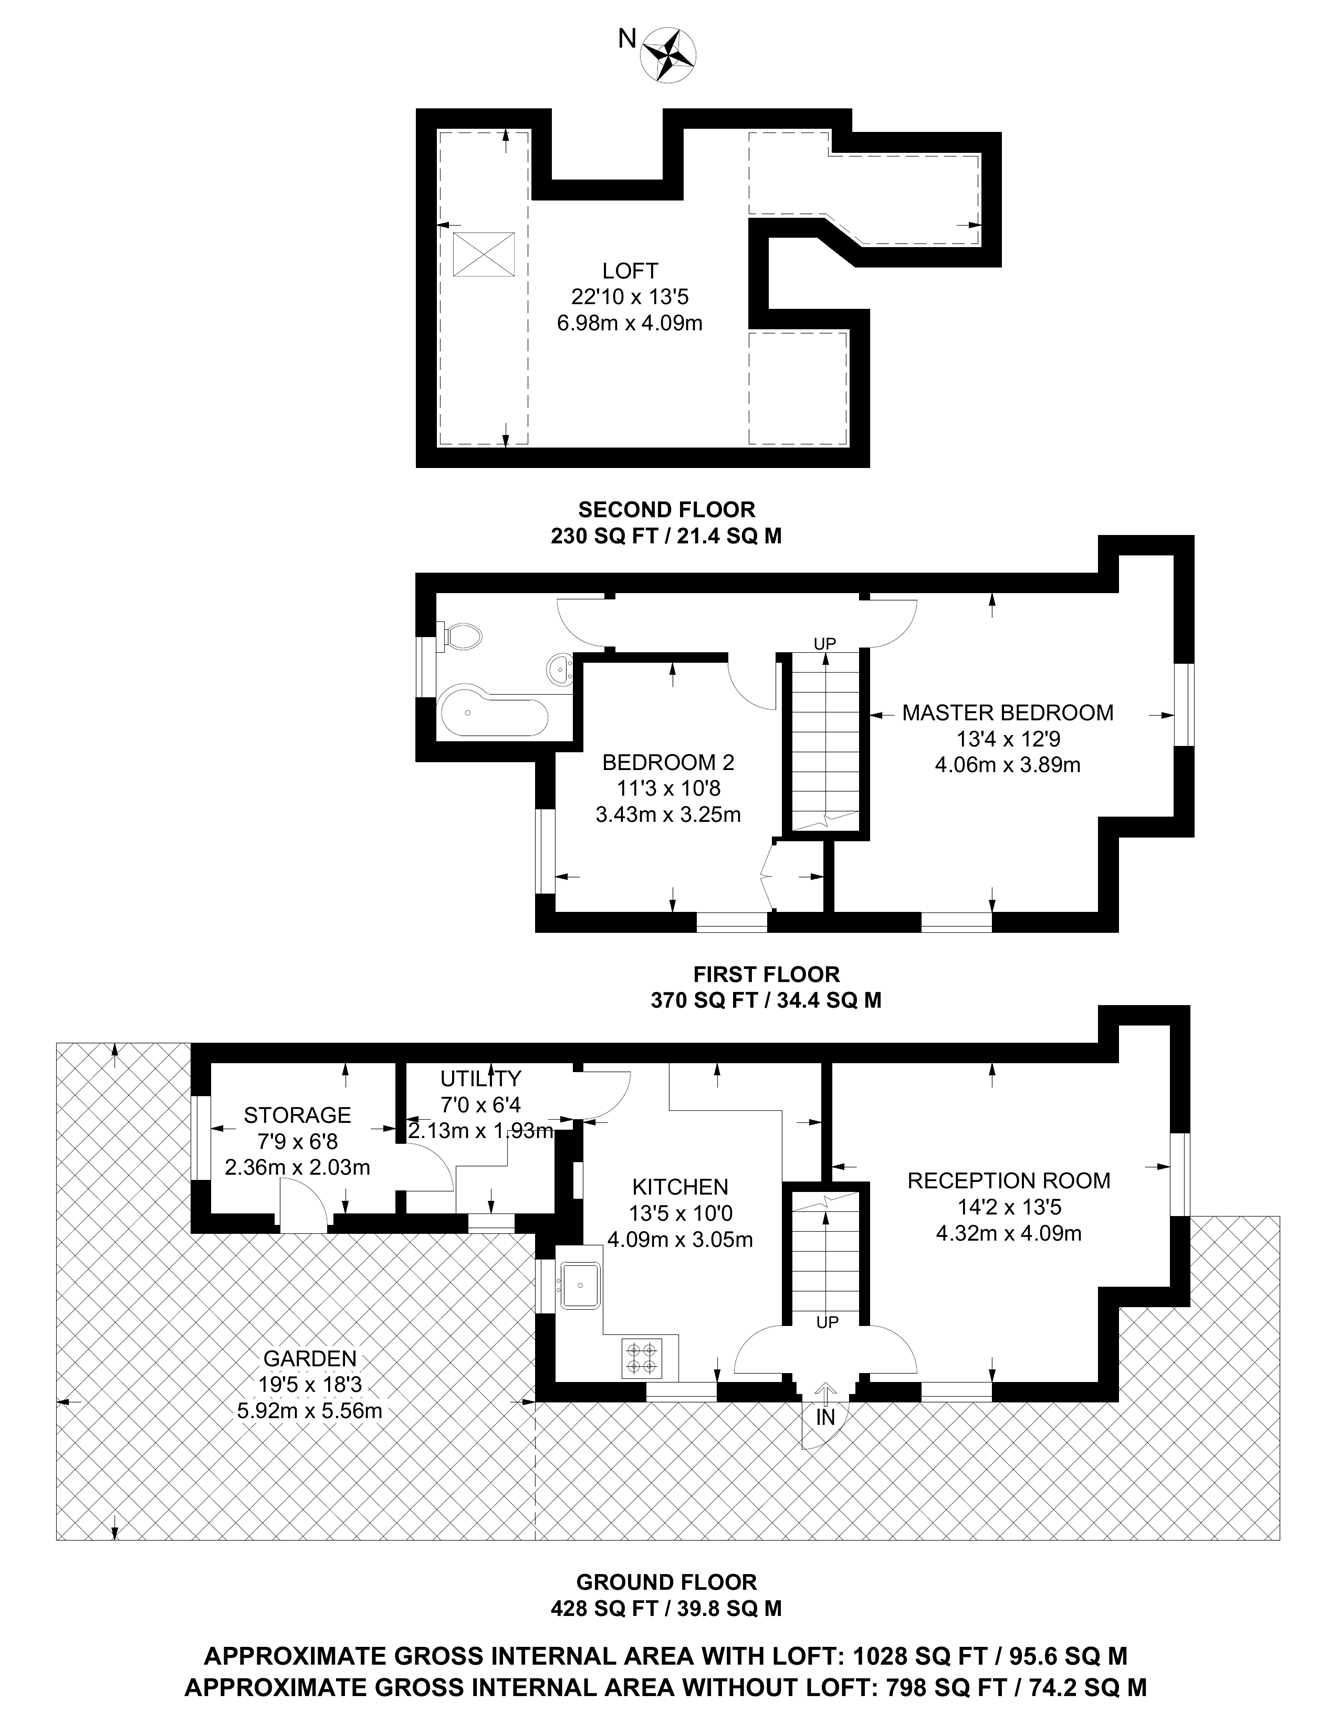 N
LOFT
22'10 x 13'5
6.98m x 4.09m
SECOND FLOOR
230 SQ FT / 21.4 SQ M
UP
MASTER BEDROOM
13'4 x 12'9
4.06m x 3.89m
BEDROOM 2
11'3 x 10'8
3.43m x 3.25m
FIRST FLOOR
370 SQ FT / 34.4 SQ M
UTILITY
7'0 x 6'4
2.13m x 1.93m
STORAGE
7'9 x 6'8
2.36m x 2.03m
KITCHEN
13'5 x 10'0
4.09m x 3.05m
RECEPTION ROOM
14'2 x 13'5
4.32m x 4.09m
UP
GARDEN
19'5 x 18'3
5.92m x 5.56m
IN
GROUND FLOOR
428 SQ FT / 39.8 SQ M
APPROXIMATE GROSS INTERNAL AREA WITH LOFT: 1028 SQ FT / 95.6 SQ M
APPROXIMATE GROSS INTERNAL AREA WITHOUT LOFT: 798 SQ FT / 74.2 SQ M